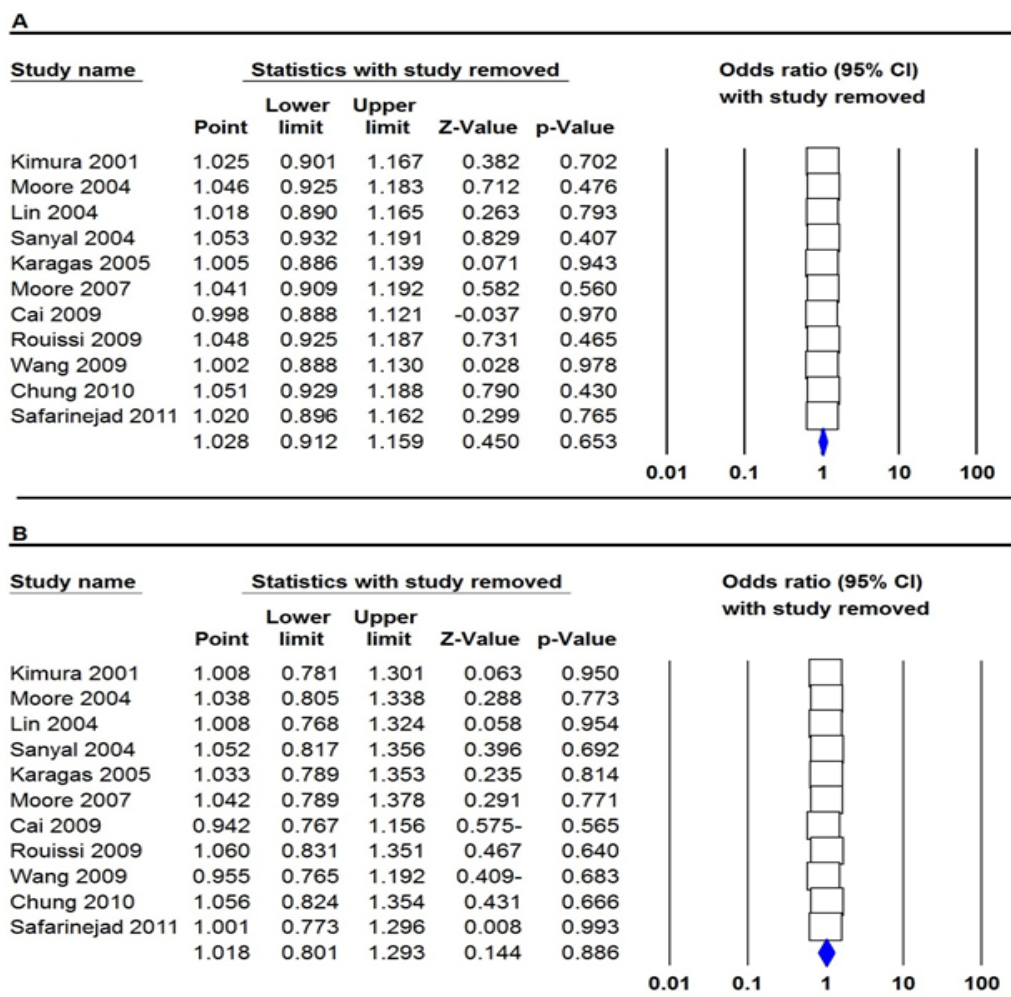 A
Study name Statistics with study removed Odds ratio (95% CI)
with study removed
Lower Upper
Point limit limit Z-Value p-Value
Kimura 2001 1.025 0.901 1.167 0.382 0.702
Moore 2004 1.046 0.925 1.183 0.712 0.476
Lin 2004 1.018 0.890 1.165 0.263 0.793
Sanyal 2004 1.053 0.932 1.191 0.829 0.407
Karagas 2005 1.005 0.886 1.139 0.071 0.943
Moore 2007 1.041 0.909 1.192 0.582 0.560
Cai 2009 0.998 0.888 1.121 -0.037 0.970
Rouissi 2009 1.048 0.925 1.187 0.731 0.465
Wang 2009 1.002 0.888 1.130 0.028 0.978
Chung 2010 1.051 0.929 1.188 0.790 0.430
Safarinejad 2011 1.020 0.896 1.162 0.299 0.765
1.028 0.912 1.159 0.450 0.653
0.01 0.1 1 10 100
B
Study name Statistics with study removed Odds ratio (95% CI)
with study removed
Lower Upper
Point limit limit Z-Value p-Value
Kimura 2001 1.008 0.781 1.301 0.063 0.950
Moore 2004 1.038 0.805 1.338 0.288 0.773
Lin 2004 1.008 0.768 1.324 0.058 0.954
Sanyal 2004 1.052 0.817 1.356 0.396 0.692
Karagas 2005 1.033 0.789 1.353 0.235 0.814
Moore 2007 1.042 0.789 1.378 0.291 0.771
Cai 2009 0.942 0.767 1.156 0.575- 0.565
Rouissi 2009 1.060 0.831 1.351 0.467 0.640
Wang 2009 0.955 0.765 1.192 0.409- 0.683
Chung 2010 1.056 0.824 1.354 0.431 0.666
Safarinejad 2011 1.001 0.773 1.296 0.008 0.993
1.018 0.801 1.293 0.144 0.886
0.01 0.1 1 10 100